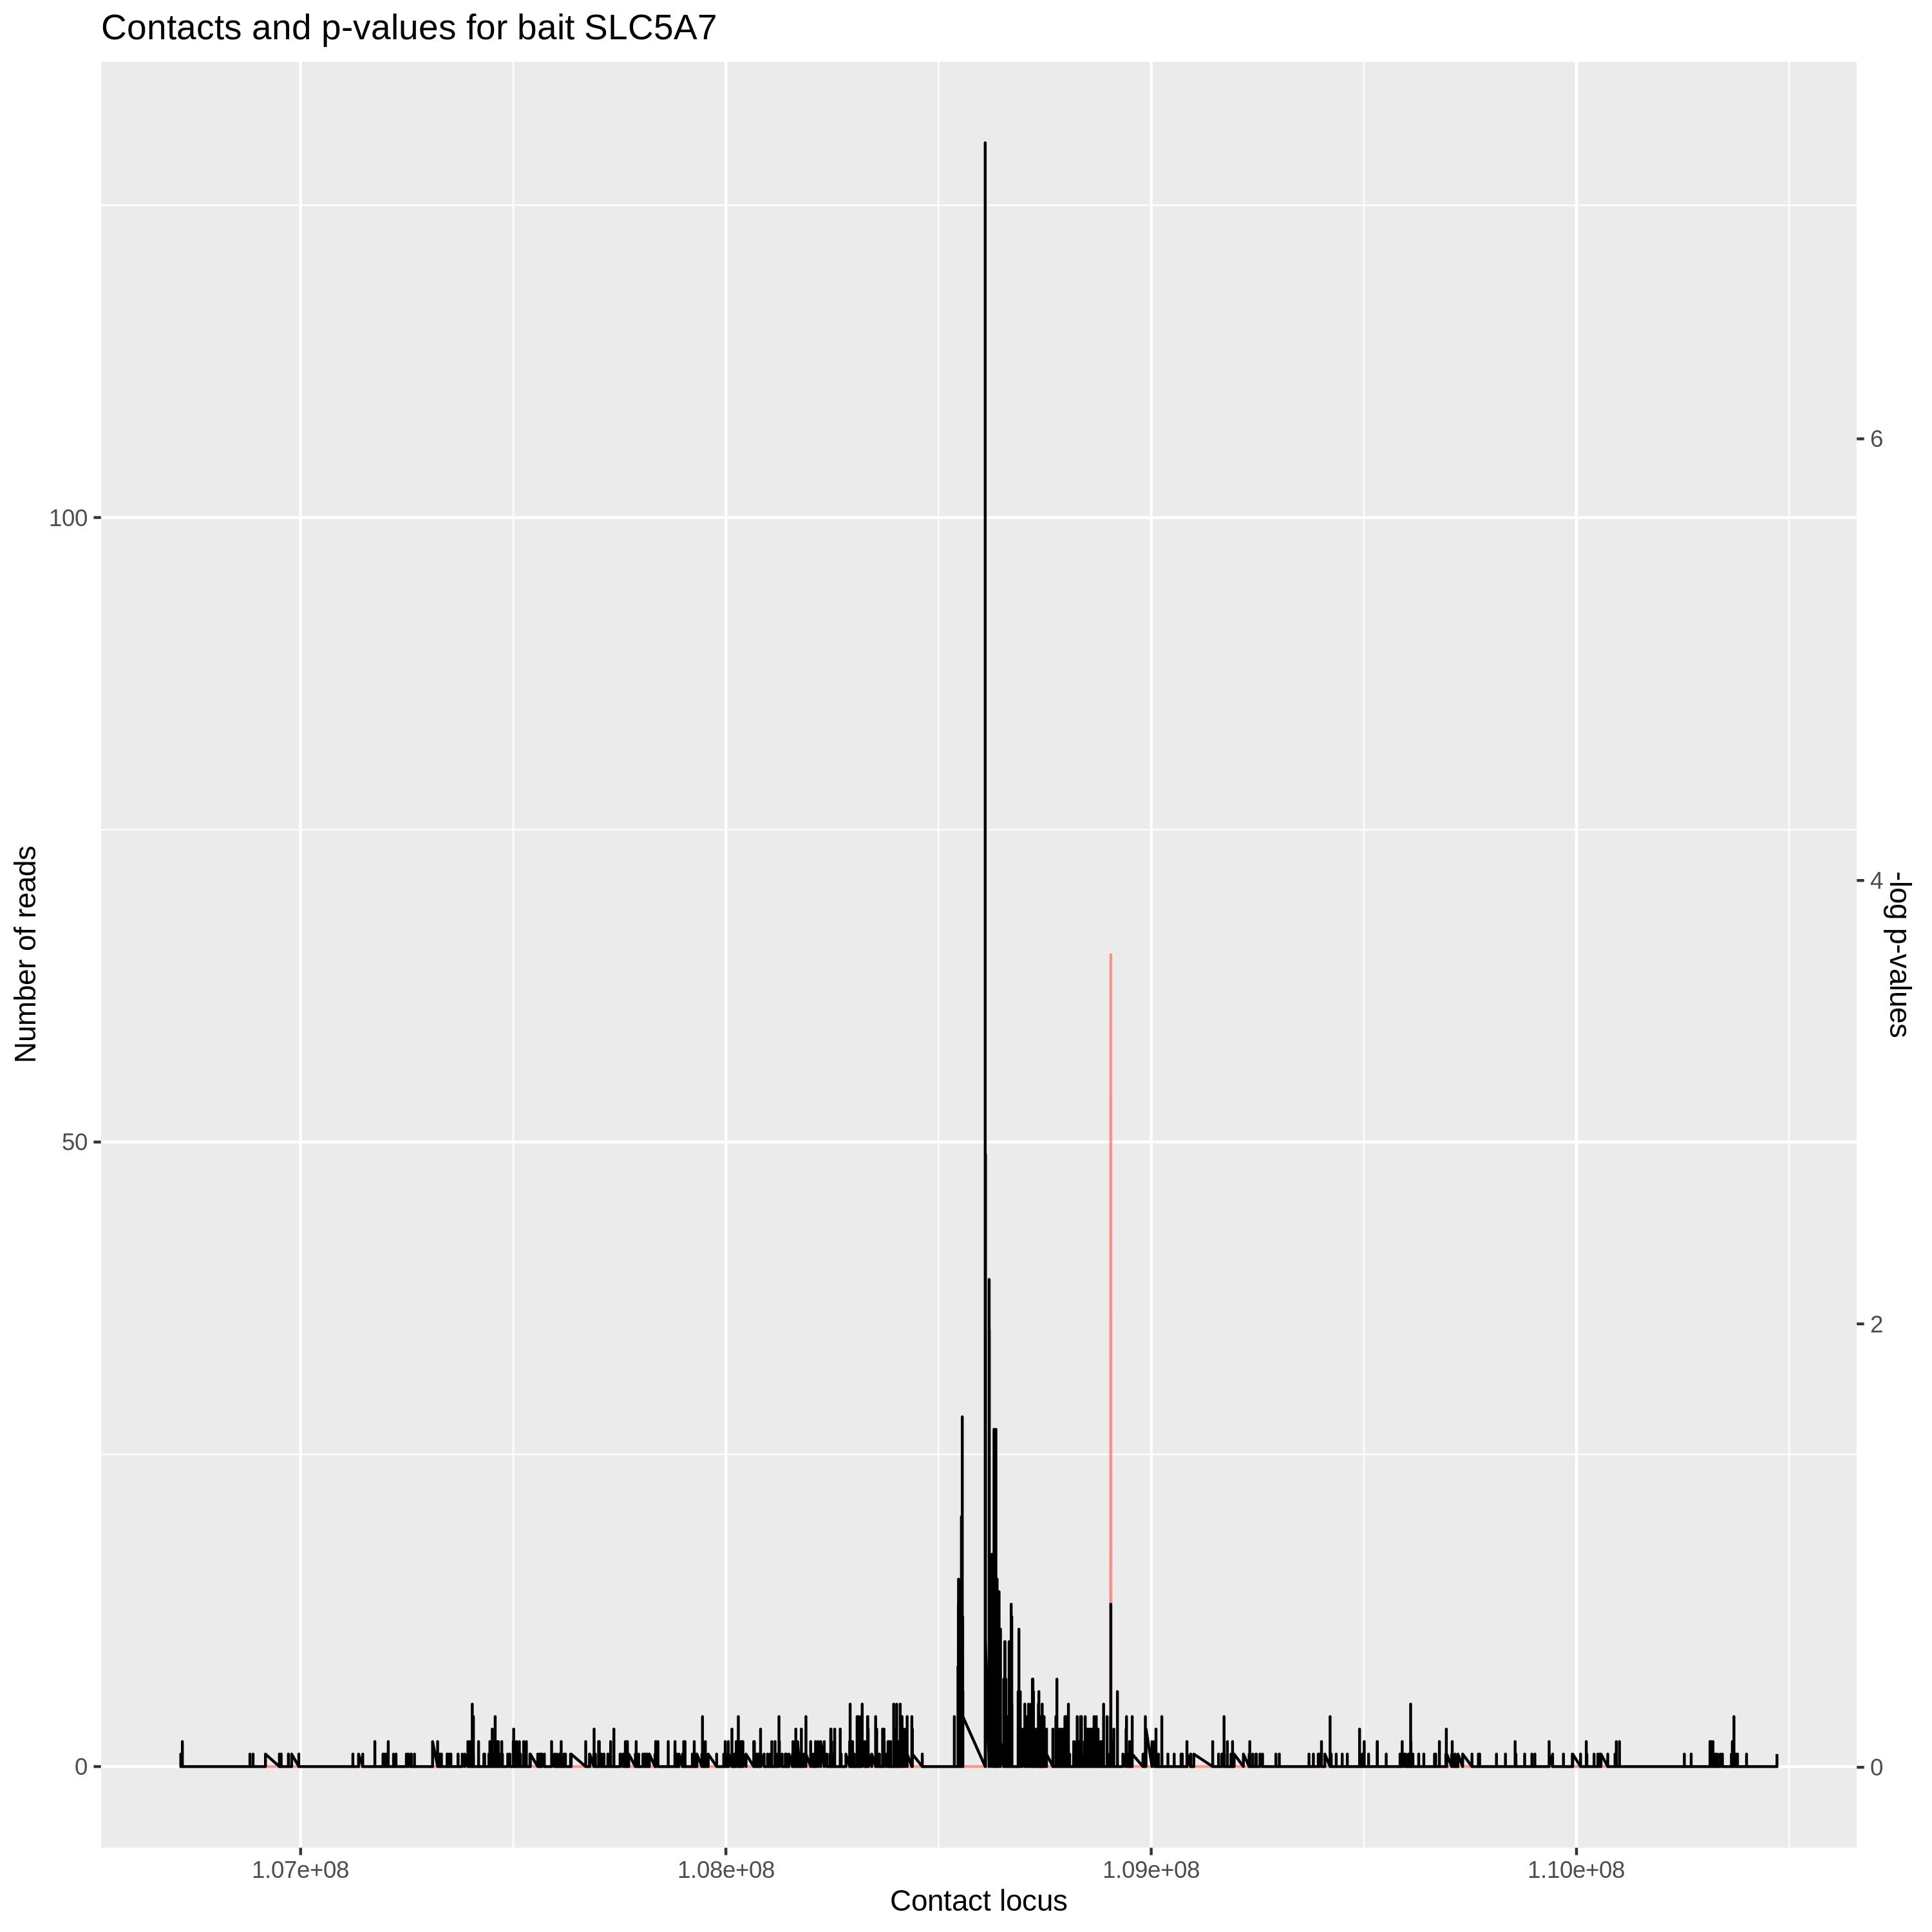 Contacts and p-values for bait SLC5A7
Number of reads
100
50
0
6
4
2
0
-log p-values
1.07e+08
1.08e+08
1.09e+08
1.10e+08
Contact locus